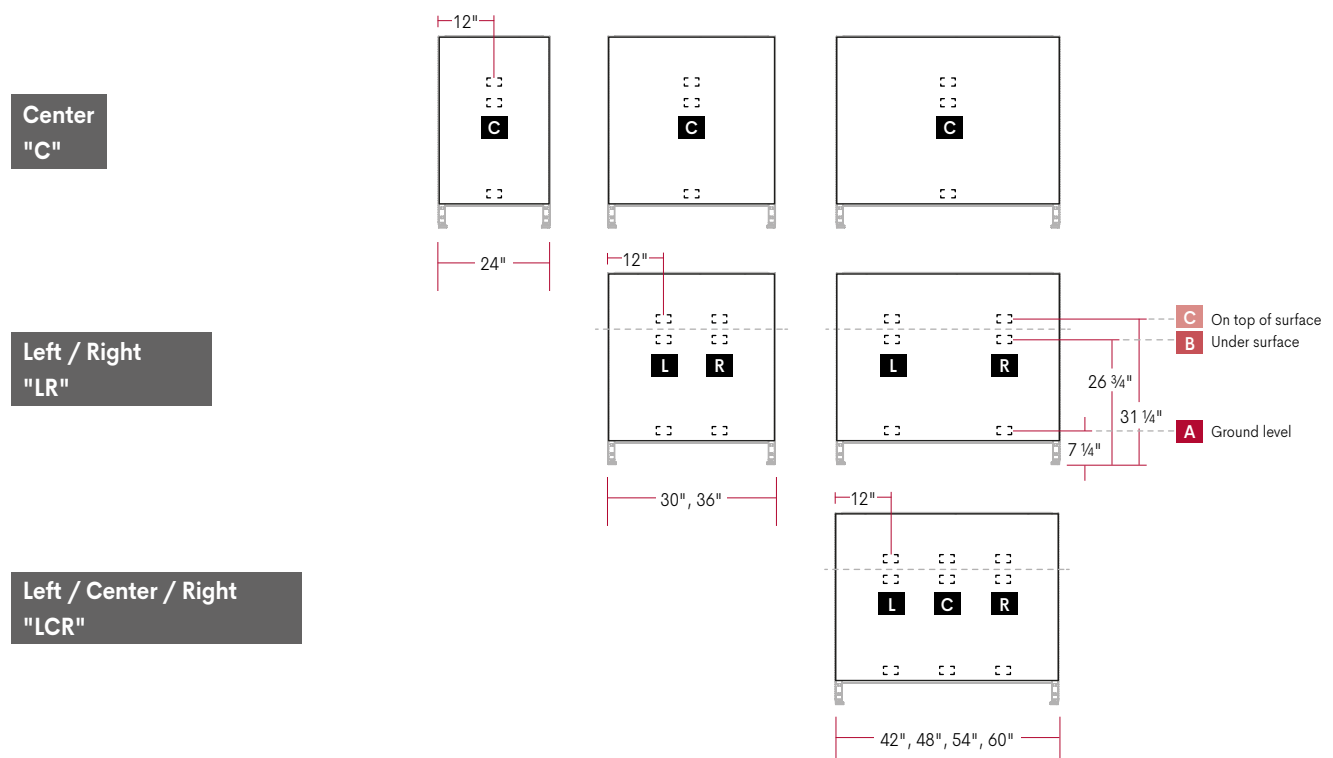 12"
Center
"C"
C
C
C
24"
12"
Left / Right
"LR"
L
R
L
R
C On top of surface
B Under surface
26 ¾"
31 ¼"
A Ground level
7 ¼"
30", 36"
12"
Left / Center / Right
"LCR"
L
C
R
42", 48", 54", 60"